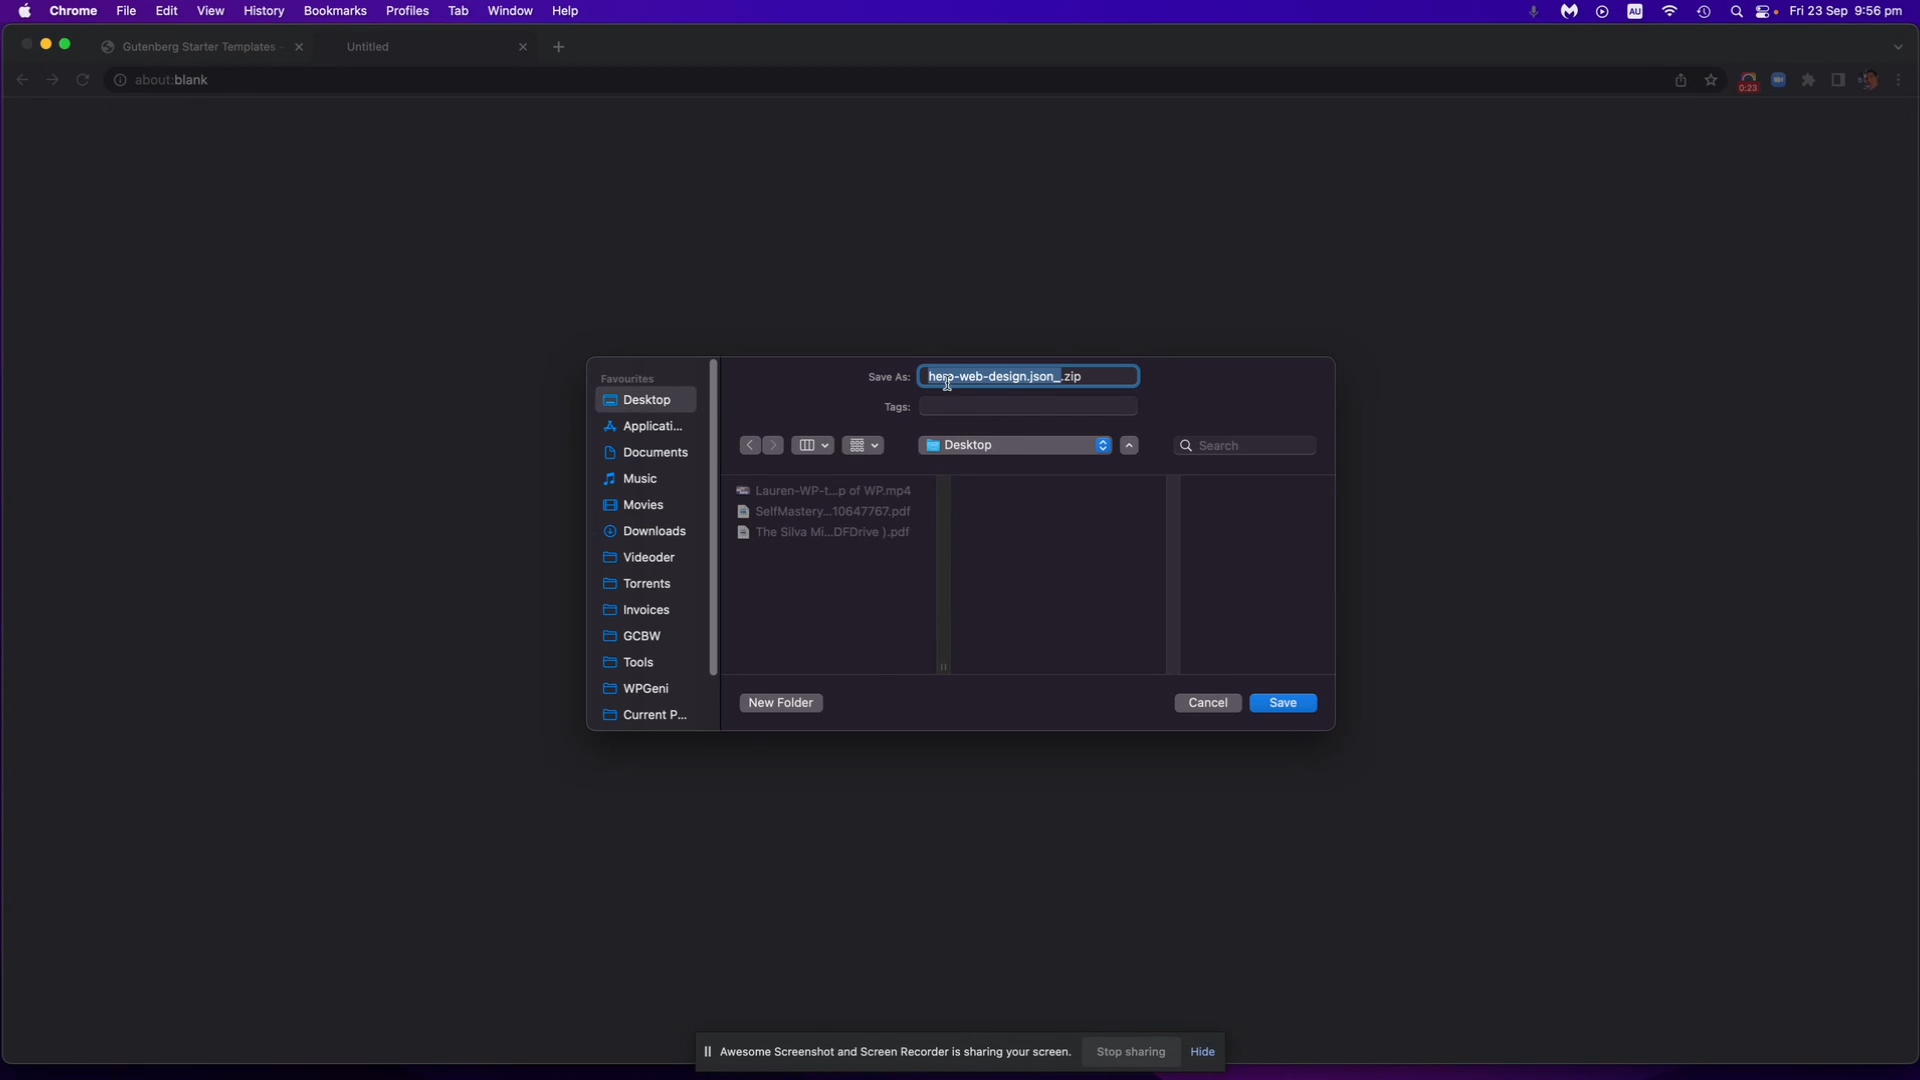 Chrome File Edit View History Bookmarks Profiles Tab Window Help AU Fri 23 Sep 9:56 pm
Gutenberg Starter Templates - Untitled
about:blank 0:23
Save As: hero-web-design.json_.zip
Tags:
Desktop Search
Favourites
Desktop
Applicati...
Documents
Music
Movies
Downloads
Videoder
Torrents
Invoices
GCBW
Tools
WPGeni
Current P...
Lauren-WP-t...p of WP.mp4
SelfMastery...10647767.pdf
The Silva Mi...DFDrive ).pdf
New Folder Cancel Save
Awesome Screenshot and Screen Recorder is sharing your screen. Stop sharing Hide